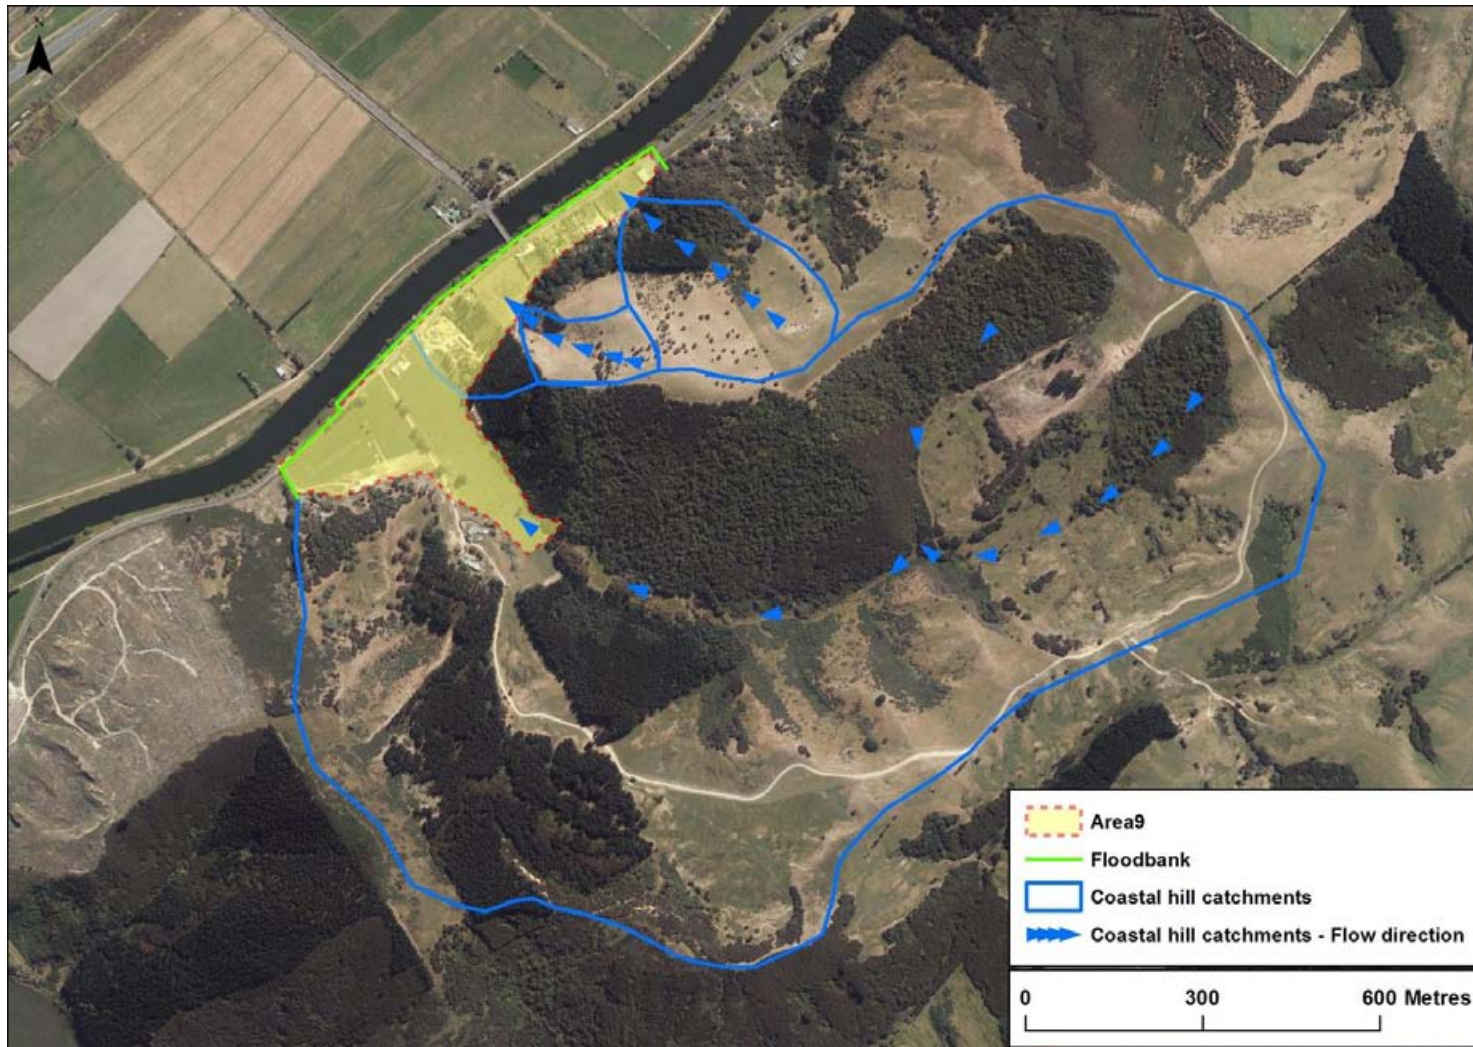 N
Area9
Floodbank
Coastal hill catchments
Coastal hill catchments - Flow direction
0 300 600 Metres